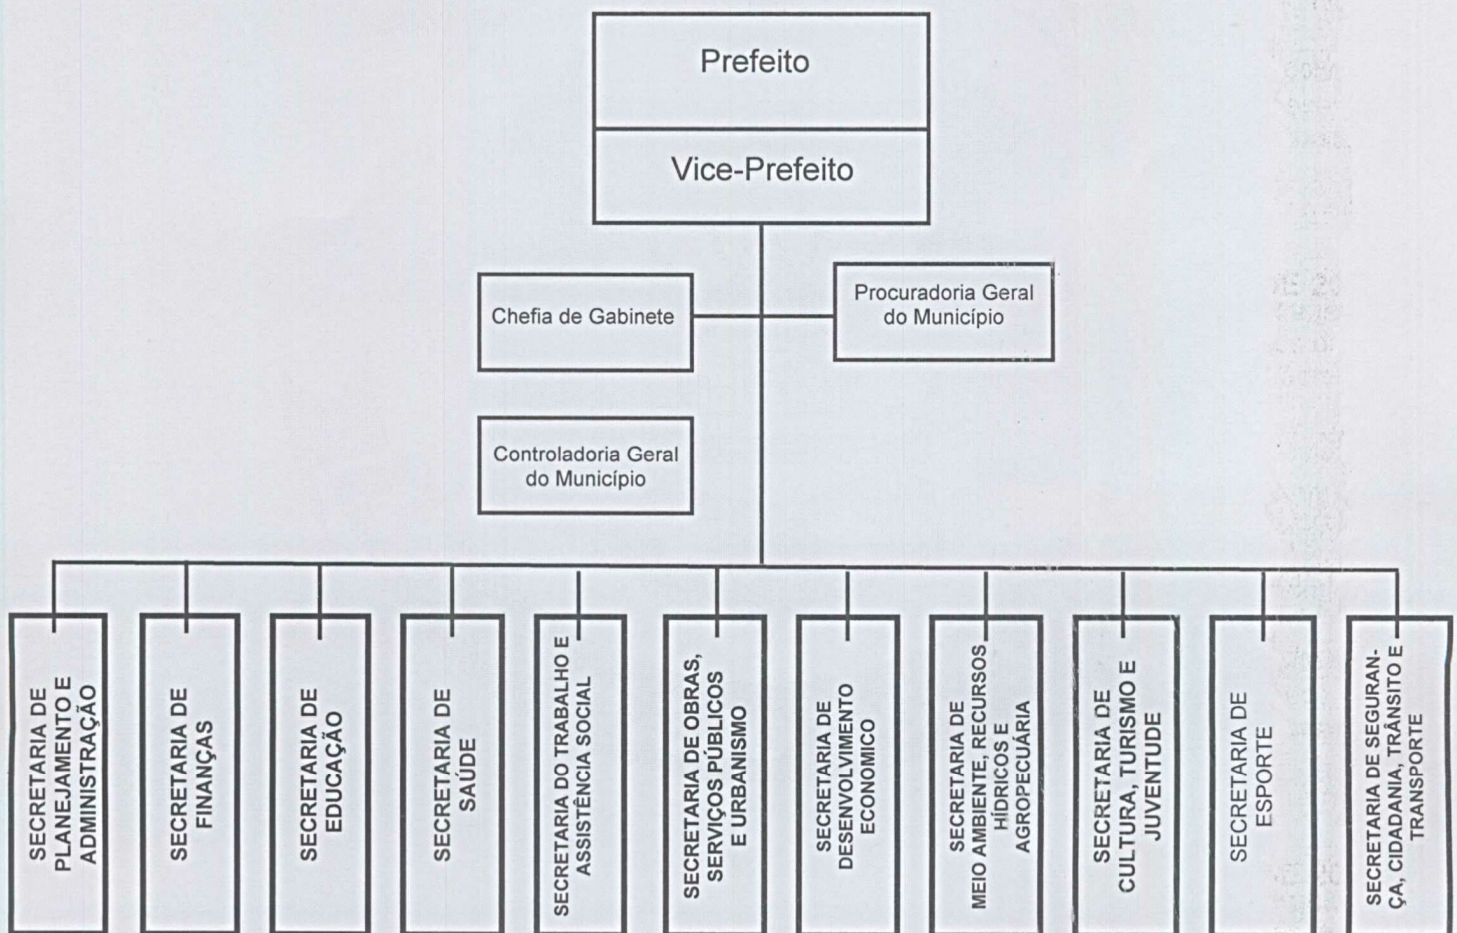 Prefeito
Vice-Prefeito
Chefia de Gabinete
Procuradoria Geral
do Município
Controladoria Geral
do Município
SECRETARIA DE
PLANEJAMENTO E
ADMINISTRAÇÃO
SECRETARIA DE
FINANÇAS
SECRETARIA DE
EDUCAÇÃO
SECRETARIA DE
SAÚDE
SECRETARIA DO TRABALHO E
ASSISTÊNCIA SOCIAL
SECRETARIA DE OBRAS,
SERVIÇOS PÚBLICOS
E URBANISMO
SECRETARIA DE
DESENVOLVIMENTO
ECONOMICO
SECRETARIA DE
MEIO AMBIENTE, RECURSOS
HÍDRICOS E
AGROPECUÁRIA
SECRETARIA DE
CULTURA, TURISMO E
JUVENTUDE
SECRETARIA DE
ESPORTE
SECRETARIA DE SEGURAN-
ÇA, CIDADANIA, TRÂNSITO E
TRANSPORTE